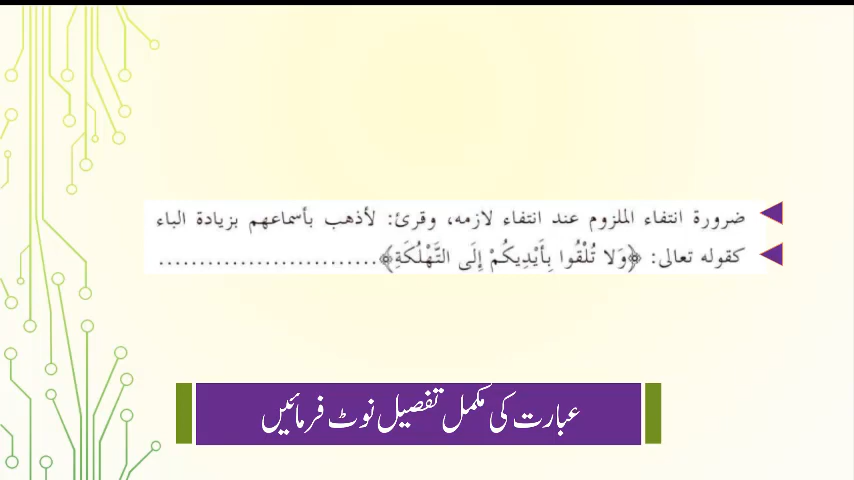 ضرورة انتفاء الملزوم عند انتفاء لازمه، وقرئ: لأذهب بأسماعهم بزيادة الباء
كقوله تعالى: ﴿وَلا تُلْقُوا بِأَيْدِيكُمْ إِلَى التَّهْلُكَةِ﴾...........................
عبارت کی مکمل تفصیل نوٹ فرمائیں